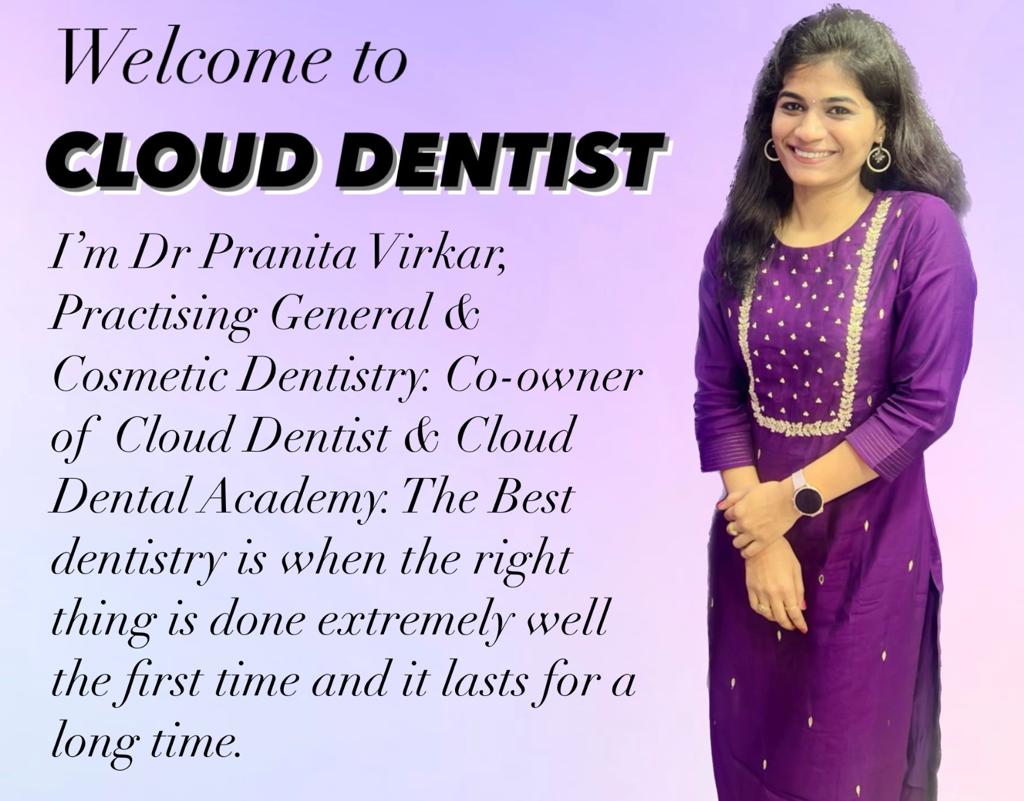 Welcome to
CLOUD DENTIST
I’m Dr Pranita Virkar,
Practising General &
Cosmetic Dentistry. Co-owner
of Cloud Dentist & Cloud
Dental Academy. The Best
dentistry is when the right
thing is done extremely well
the first time and it lasts for a
long time.